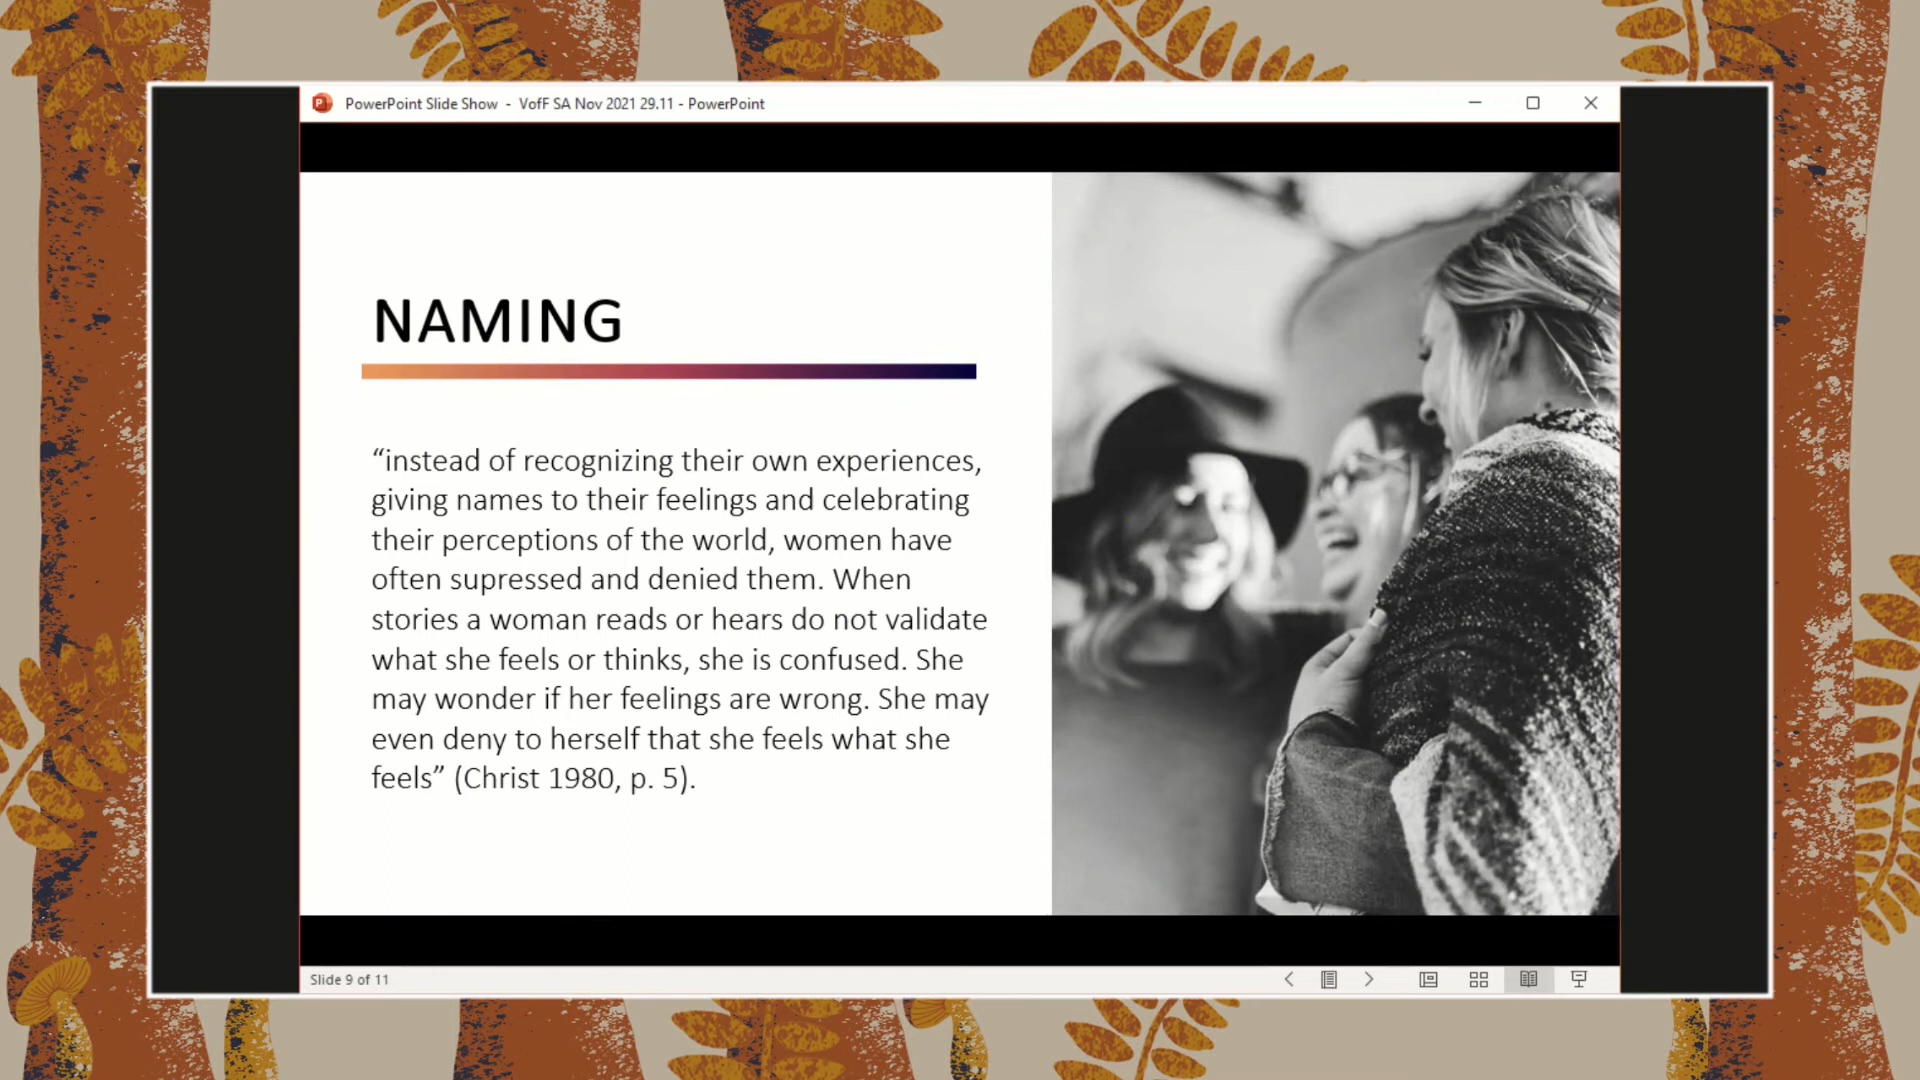 PowerPoint Slide Show - VofF SA Nov 2021 29.11 - PowerPoint
NAMING
“instead of recognizing their own experiences,
giving names to their feelings and celebrating
their perceptions of the world, women have
often supressed and denied them. When
stories a woman reads or hears do not validate
what she feels or thinks, she is confused. She
may wonder if her feelings are wrong. She may
even deny to herself that she feels what she
feels” (Christ 1980, p. 5).
Slide 9 of 11